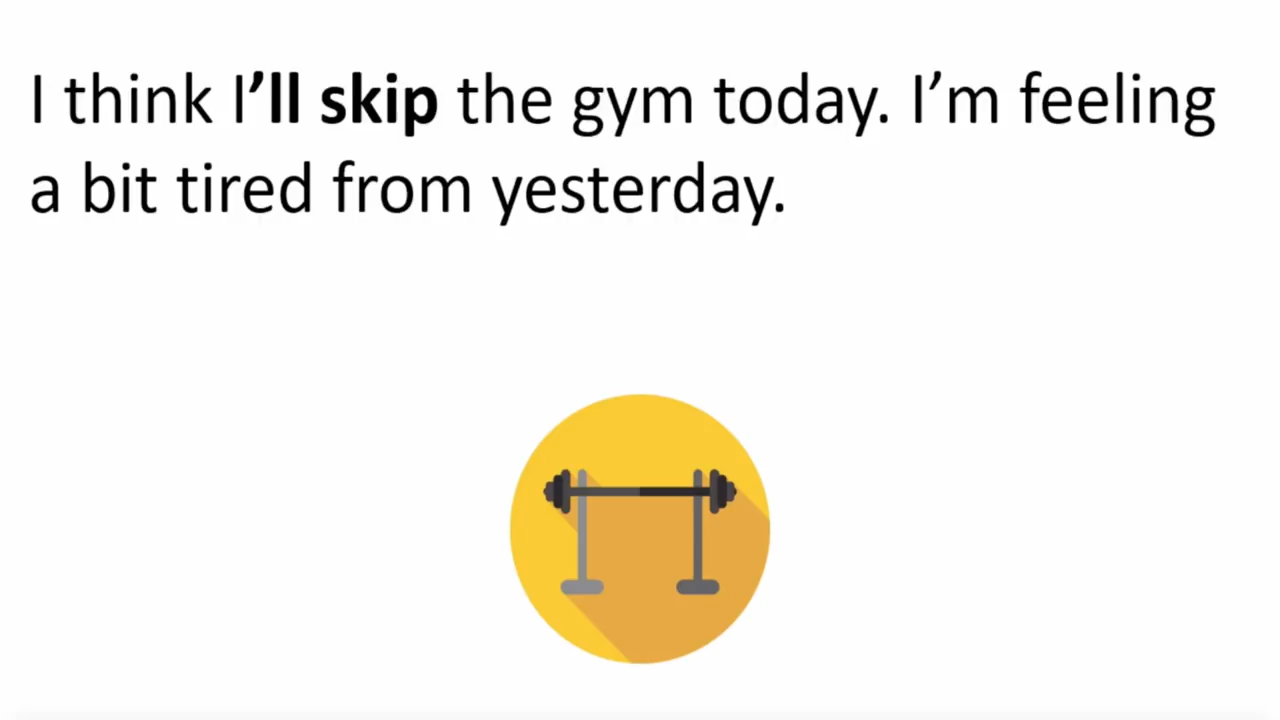 I think I’ll skip the gym today. I’m feeling
a bit tired from yesterday.